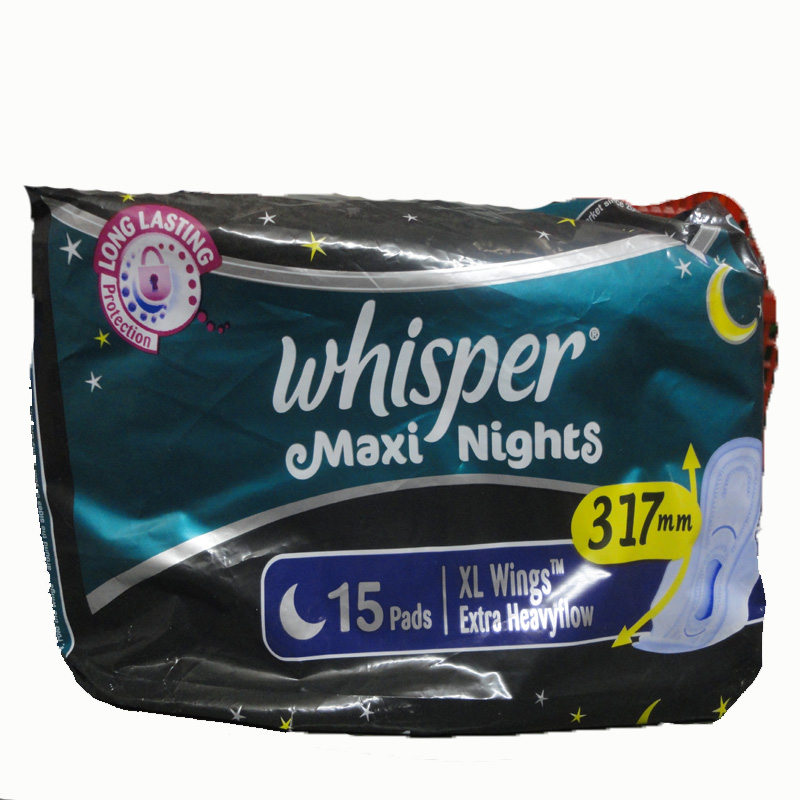 LONG LASTING
Protection
whisper®
Maxi Nights
317mm
15 Pads
XL Wings™
Extra Heavyflow